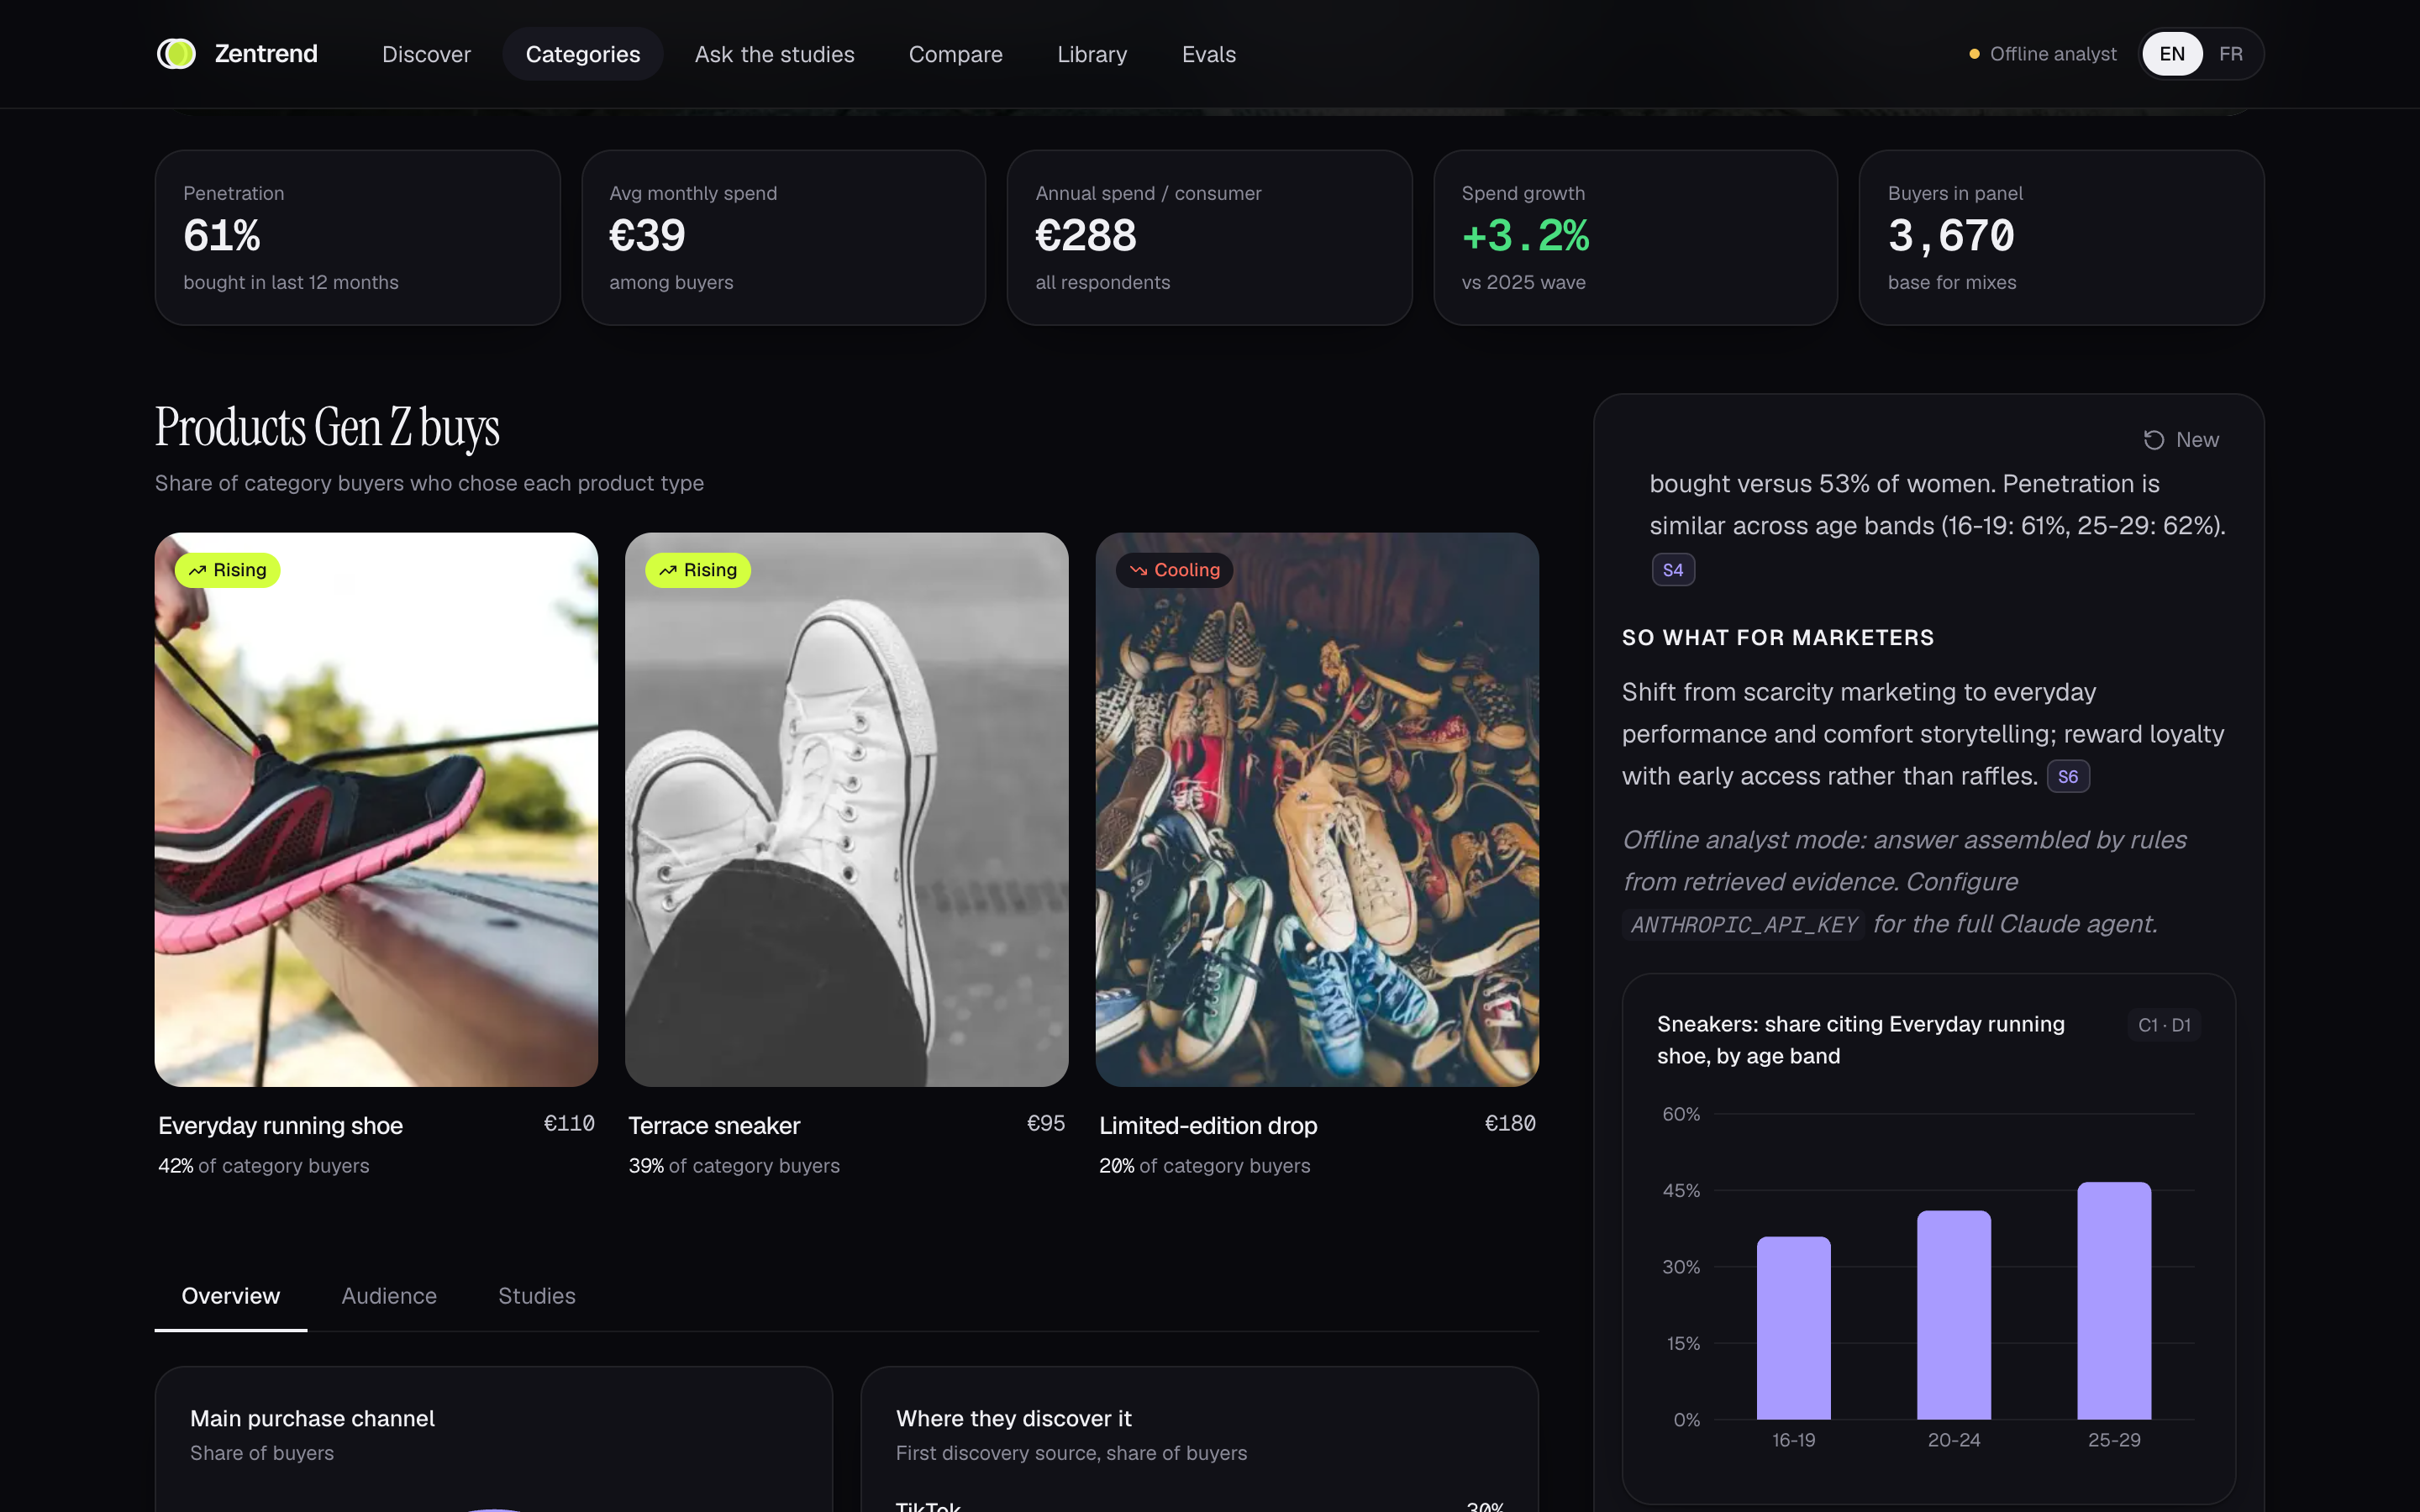 Zentrend
Discover
Categories
Ask the studies
Compare
Library
Evals
Offline analyst
EN
FR
Penetration
61%
bought in last 12 months
Avg monthly spend
€39
among buyers
Annual spend / consumer
€288
all respondents
Spend growth
+3.2%
vs 2025 wave
Buyers in panel
3,670
base for mixes
Products Gen Z buys
Share of category buyers who chose each product type
Rising
Rising
Cooling
Everyday running shoe
€110
42% of category buyers
Terrace sneaker
€95
39% of category buyers
Limited-edition drop
€180
20% of category buyers
Overview
Audience
Studies
Main purchase channel
Share of buyers
Where they discover it
First discovery source, share of buyers
TikTok
30%
New
bought versus 53% of women. Penetration is
similar across age bands (16-19: 61%, 25-29: 62%).
S4
SO WHAT FOR MARKETERS
Shift from scarcity marketing to everyday
performance and comfort storytelling; reward loyalty
with early access rather than raffles. S6
Offline analyst mode: answer assembled by rules
from retrieved evidence. Configure
ANTHROPIC_API_KEY for the full Claude agent.
Sneakers: share citing Everyday running
shoe, by age band
C1 · D1
60%
45%
30%
15%
0%
16-19
20-24
25-29